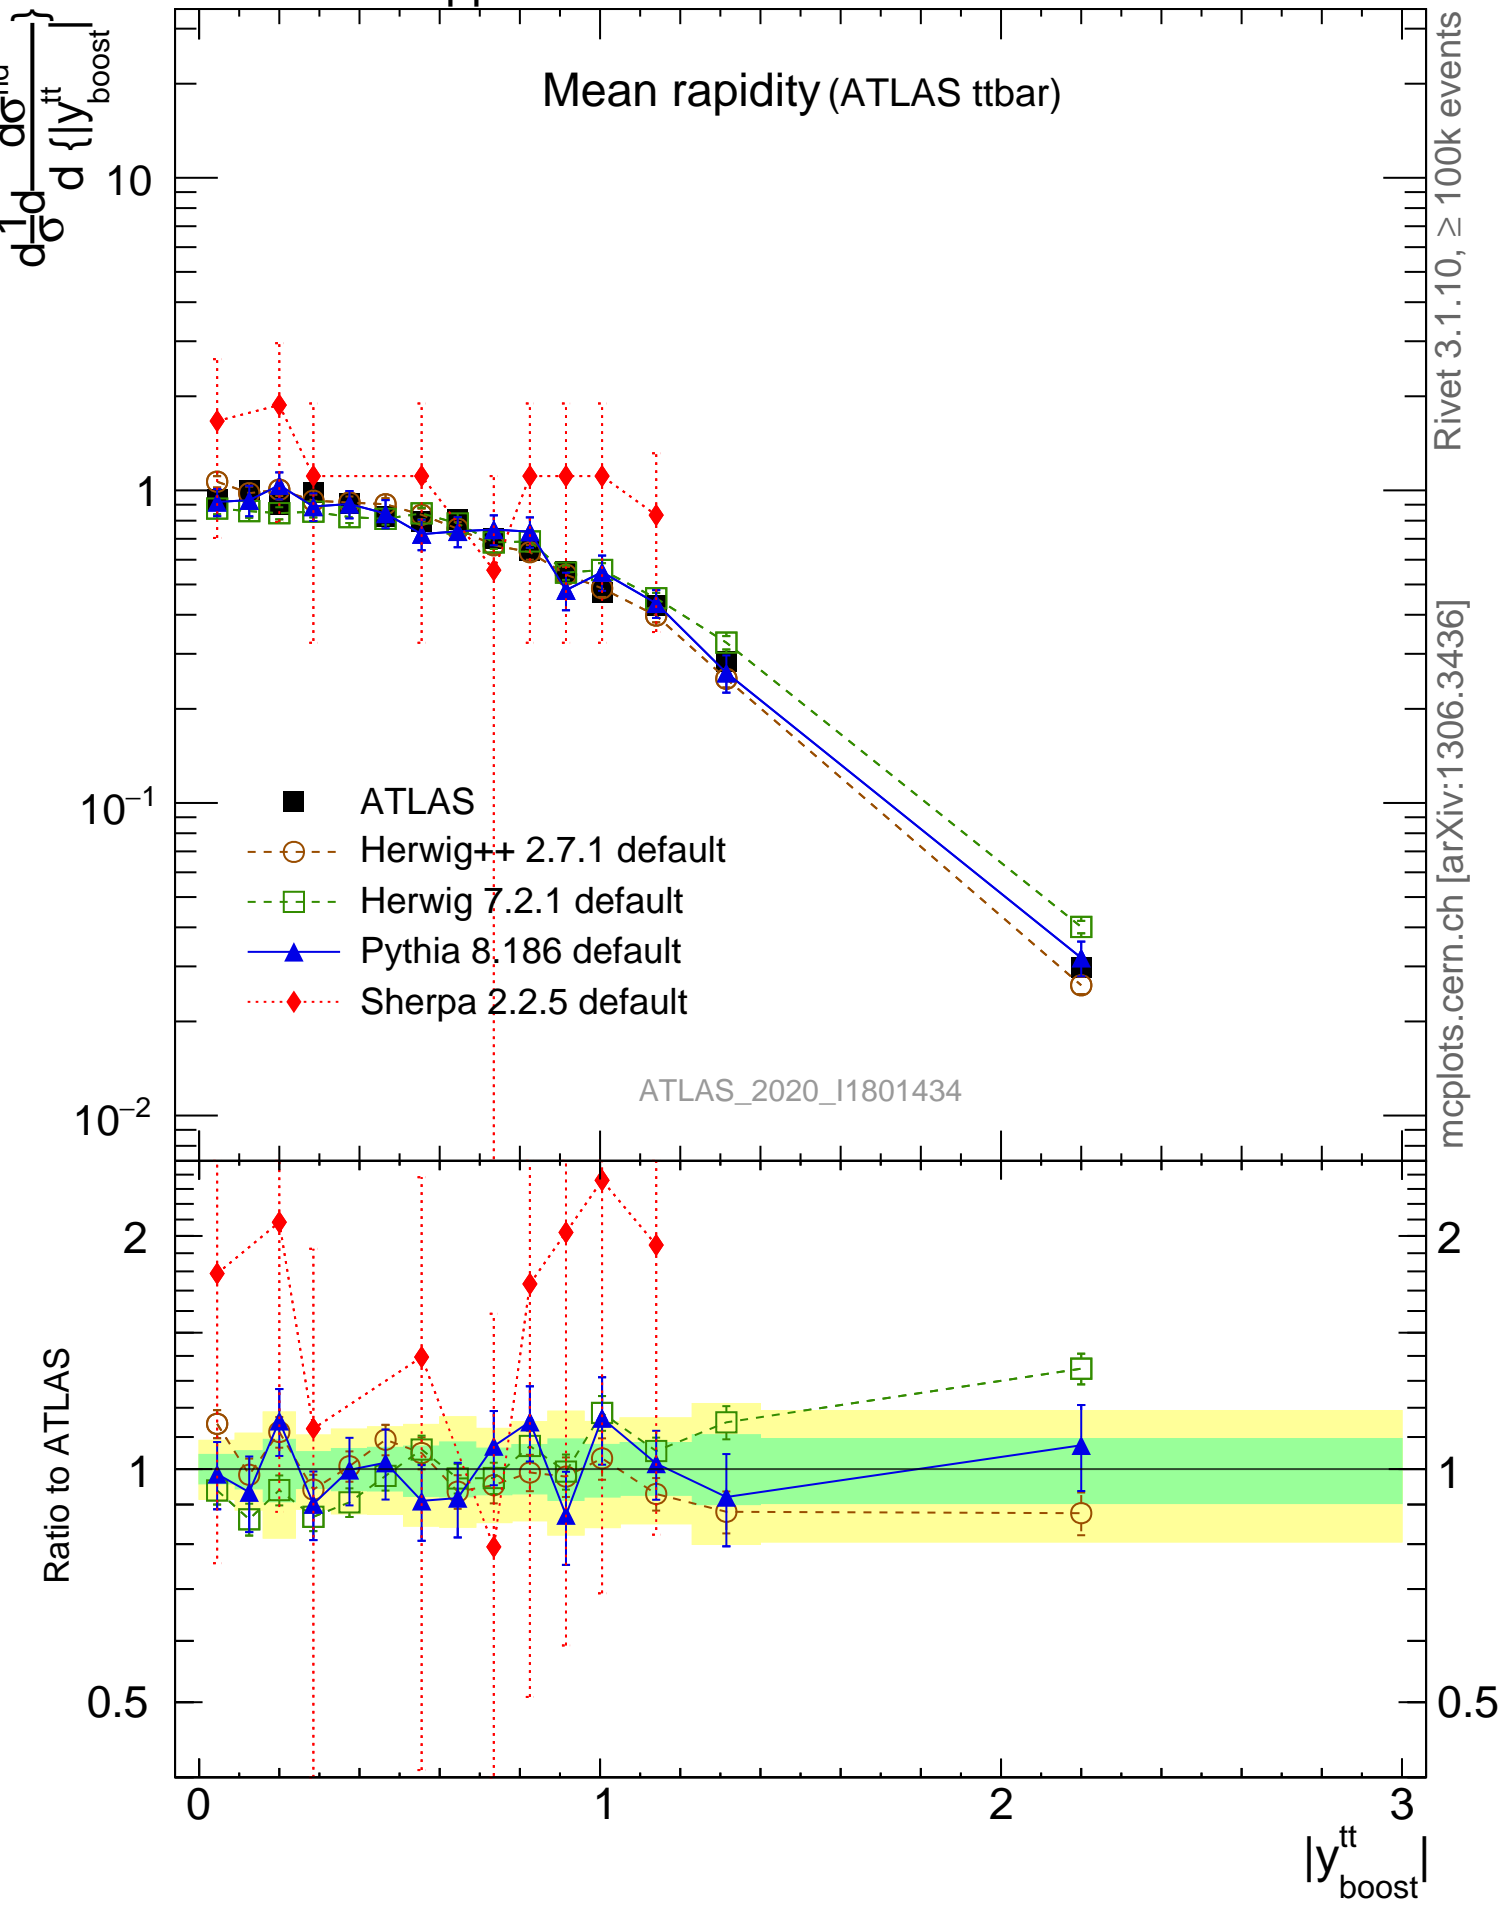 Mean rapidity (ATLAS ttbar)
d 1/σ d dσ / d {|y^tt_boost|}
10
1
10^−1
10^−2
ATLAS
Herwig++ 2.7.1 default
Herwig 7.2.1 default
Pythia 8.186 default
Sherpa 2.2.5 default
ATLAS_2020_I1801434
Rivet 3.1.10, ≥ 100k events
mcplots.cern.ch [arXiv:1306.3436]
Ratio to ATLAS
2
1
0.5
2
1
0.5
0 1 2 3
|y^tt_boost|